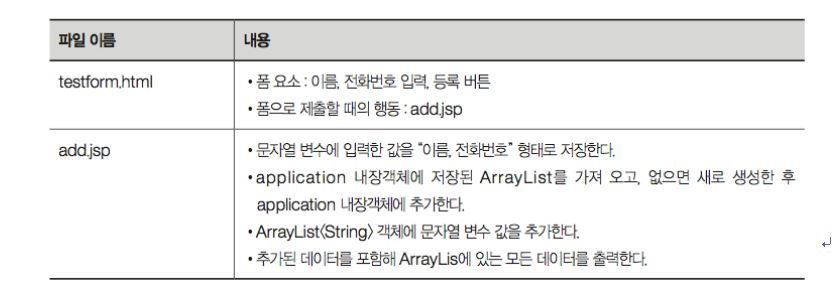 파일 이름 내용
testform.html • 폼 요소 : 이름, 전화번호 입력, 등록 버튼
• 폼으로 제출할 때의 행동 : add.jsp
add.jsp • 문자열 변수에 입력한 값을 “이름, 전화번호” 형태로 저장한다.
• application 내장객체에 저장된 ArrayList를 가져 오고, 없으면 새로 생성한 후
application 내장객체에 추가한다.
• ArrayList〈String〉 객체에 문자열 변수 값을 추가한다.
• 추가된 데이터를 포함해 ArrayLis에 있는 모든 데이터를 출력한다.